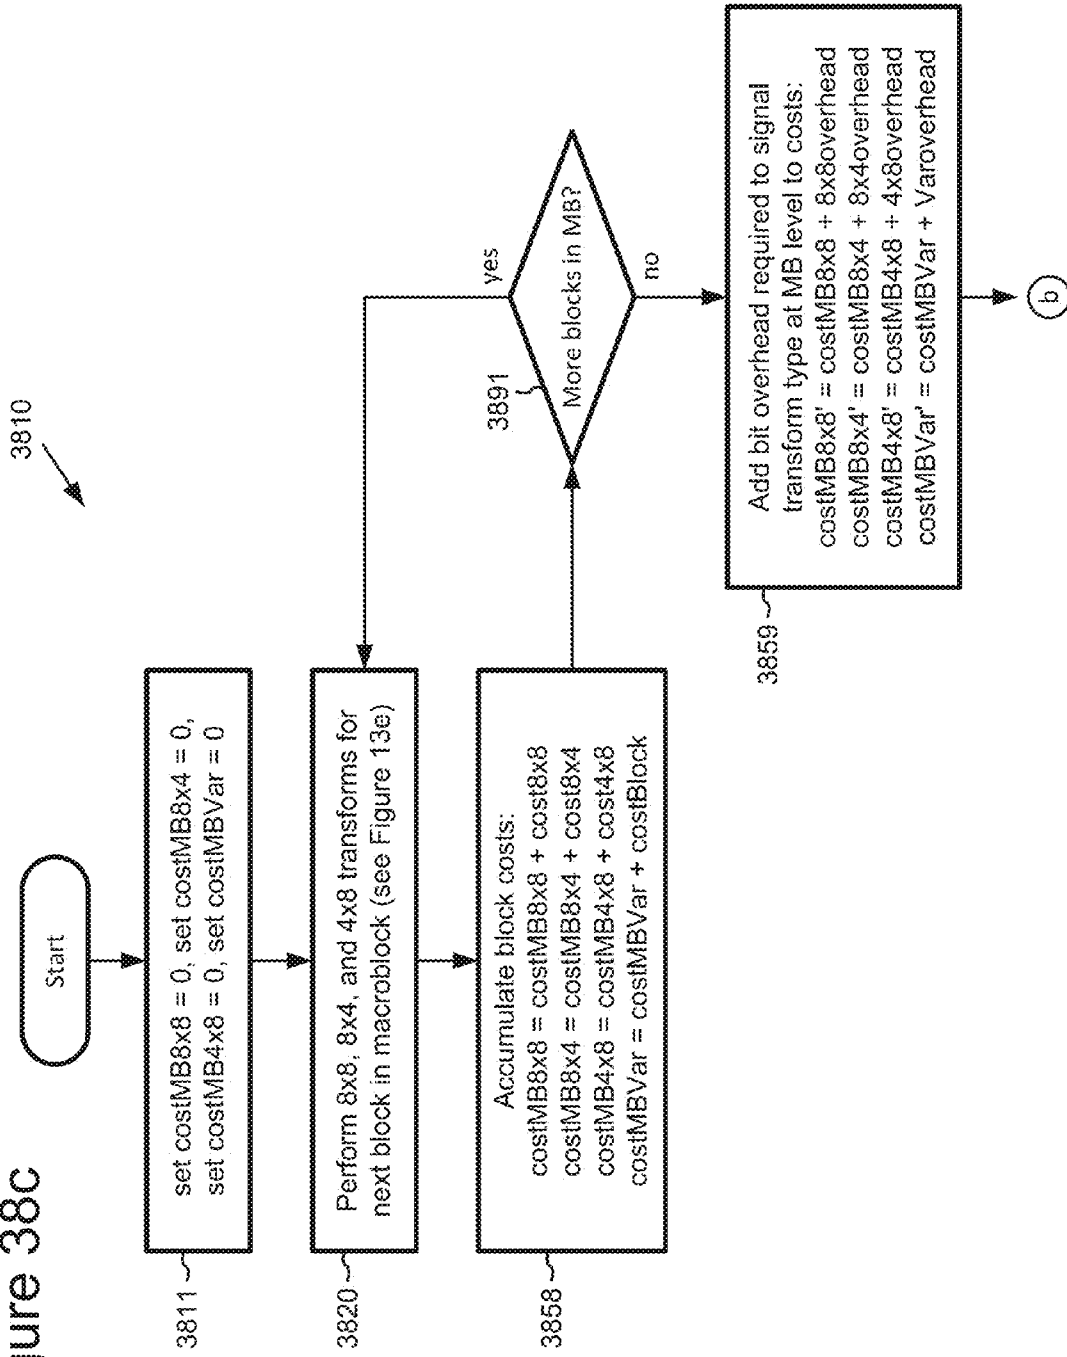 ure 38c
3810
Start
3811
set costMB8x8 = 0, set costMB8x4 = 0,
set costMB4x8 = 0, set costMBVar = 0
3820
Perform 8x8, 8x4, and 4x8 transforms for
next block in macroblock (see Figure 13e)
3858
Accumulate block costs:
costMB8x8 = costMB8x8 + cost8x8
costMB8x4 = costMB8x4 + cost8x4
costMB4x8 = costMB4x8 + cost4x8
costMBVar = costMBVar + costBlock
3891
More blocks in MB?
yes
no
3859
Add bit overhead required to signal
transform type at MB level to costs:
costMB8x8' = costMB8x8 + 8x8overhead
costMB8x4' = costMB8x4 + 8x4overhead
costMB4x8' = costMB4x8 + 4x8overhead
costMBVar' = costMBVar + Varoverhead
b